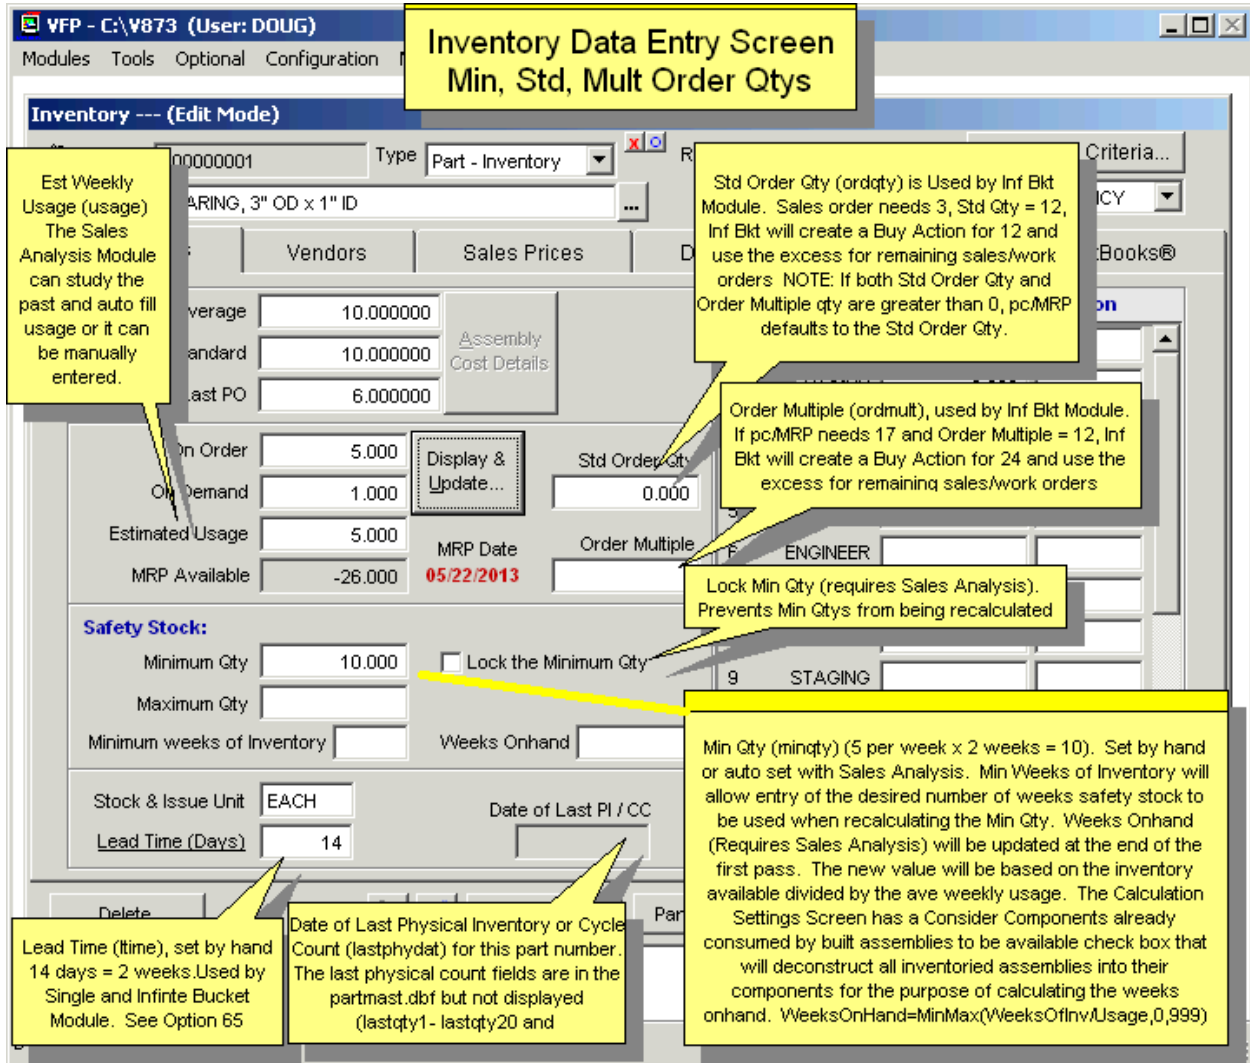 VFP - C:\V873 (User: DOUG)
Inventory Data Entry Screen
Min, Std, Mult Order Qtys
Modules Tools Optional Configuration
Inventory --- (Edit Mode)
00000001 Type Part - Inventory X O R Criteria...
ARING, 3" OD x 1" ID ... ICY
Vendors Sales Prices D tBooks®
Est Weekly
Usage (usage)
The Sales
Analysis Module
can study the
past and auto fill
usage or it can
be manually
entered.
Std Order Qty (ordqty) is Used by Inf Bkt
Module. Sales order needs 3, Std Qty = 12,
Inf Bkt will create a Buy Action for 12 and
use the excess for remaining sales/work
orders NOTE: If both Std Order Qty and
Order Multiple qty are greater than 0, pc/MRP
defaults to the Std Order Qty.
verage 10.000000
andard 10.000000
Last PO 6.000000
Assembly
Cost Details
on
Order Multiple (ordmult), used by Inf Bkt Module.
If pc/MRP needs 17 and Order Multiple = 12, Inf
Bkt will create a Buy Action for 24 and use the
excess for remaining sales/work orders
On Order 5.000
On Demand 1.000
Estimated Usage 5.000
MRP Available -26.000
Display &
Update...
MRP Date
05/22/2013
Std Order Qty
0.000
Order Multiple
6 ENGINEER
Lock Min Qty (requires Sales Analysis).
Prevents Min Qtys from being recalculated
Safety Stock:
Minimum Qty 10.000 Lock the Minimum Qty
9 STAGING
Maximum Qty
Minimum weeks of Inventory Weeks Onhand
Min Qty (minqty) (5 per week x 2 weeks = 10). Set by hand
or auto set with Sales Analysis. Min Weeks of Inventory will
allow entry of the desired number of weeks safety stock to
be used when recalculating the Min Qty. Weeks Onhand
(Requires Sales Analysis) will be updated at the end of the
first pass. The new value will be based on the inventory
available divided by the ave weekly usage. The Calculation
Settings Screen has a Consider Components already
consumed by built assemblies to be available check box that
will deconstruct all inventoried assemblies into their
components for the purpose of calculating the weeks
onhand. WeeksOnHand=MinMax(WeeksOfInv/Usage,0,999)
Stock & Issue Unit EACH
Lead Time (Days) 14
Date of Last PI / CC
Delete
Part
Lead Time (ltime), set by hand
14 days = 2 weeks.Used by
Single and Infinte Bucket
Module. See Option 65
Date of Last Physical Inventory or Cycle
Count (lastphydat) for this part number.
The last physical count fields are in the
partmast.dbf but not displayed
(lastqty1- lastqty20 and